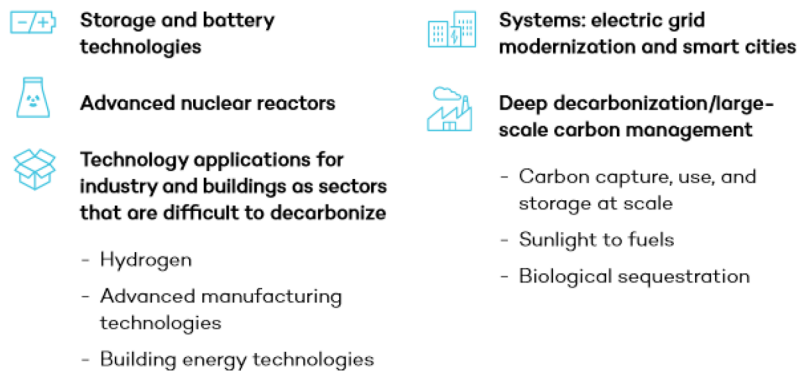 Storage and battery
technologies
Advanced nuclear reactors
Technology applications for
industry and buildings as sectors
that are difficult to decarbonize
- Hydrogen
- Advanced manufacturing
technologies
- Building energy technologies
Systems: electric grid
modernization and smart cities
Deep decarbonization/large-
scale carbon management
- Carbon capture, use, and
storage at scale
- Sunlight to fuels
- Biological sequestration